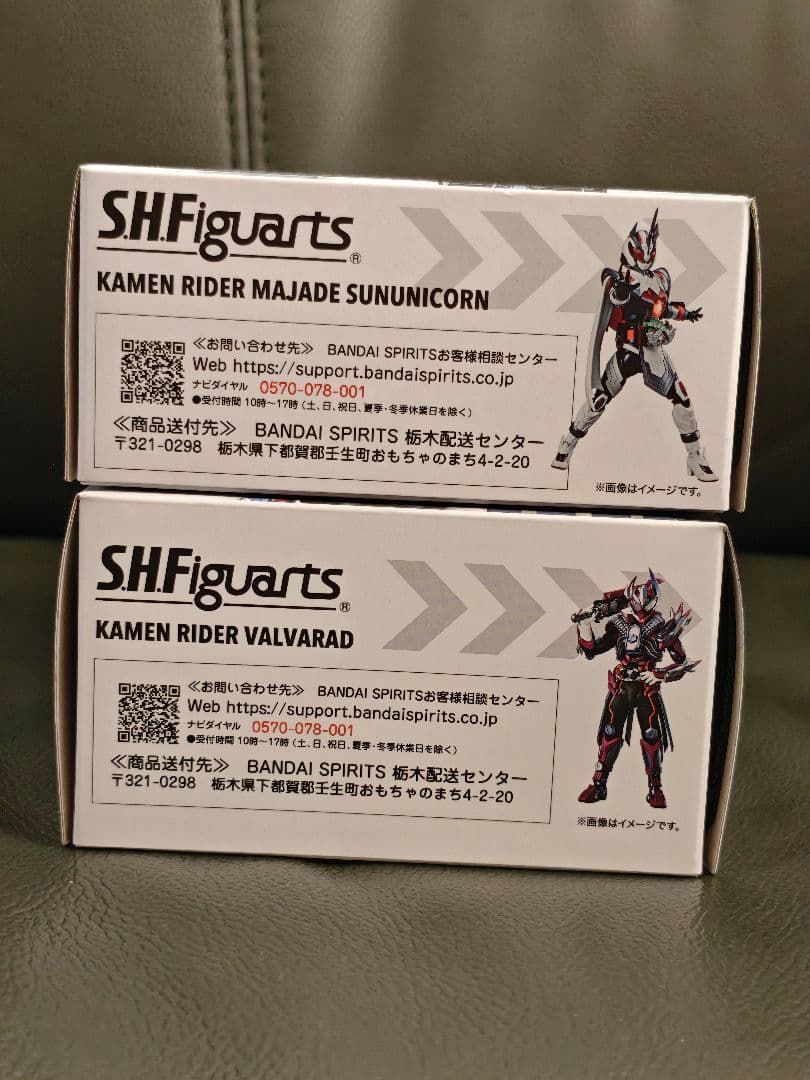 S.H.Figuarts®
KAMEN RIDER MAJADE SUNUNICORN
≪お問い合わせ先≫ BANDAI SPIRITSお客様相談センター
Web https://support.bandaispirits.co.jp
ナビダイヤル 0570-078-001
●受付時間 10時～17時（土、日、祝日、夏季・冬季休業日を除く）
≪商品送付先≫ BANDAI SPIRITS 栃木配送センター
〒321-0298 栃木県下都賀郡壬生町おもちゃのまち4-2-20
※画像はイメージです。
S.H.Figuarts®
KAMEN RIDER VALVARAD
≪お問い合わせ先≫ BANDAI SPIRITSお客様相談センター
Web https://support.bandaispirits.co.jp
ナビダイヤル 0570-078-001
●受付時間 10時～17時（土、日、祝日、夏季・冬季休業日を除く）
≪商品送付先≫ BANDAI SPIRITS 栃木配送センター
〒321-0298 栃木県下都賀郡壬生町おもちゃのまち4-2-20
※画像はイメージです。